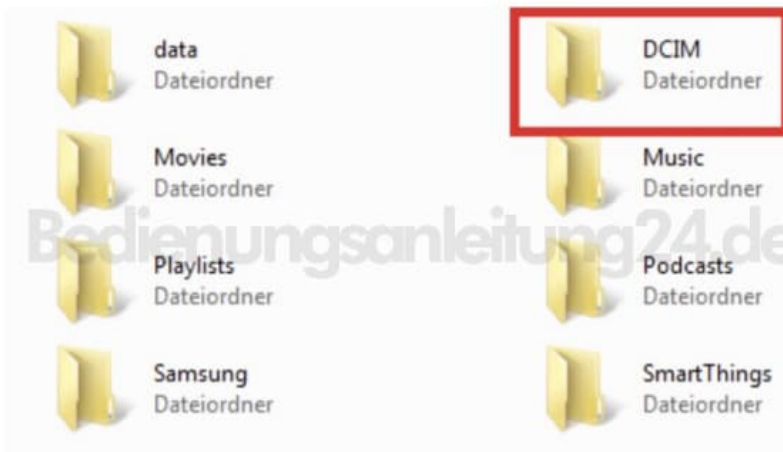 data
Dateiordner
DCIM
Dateiordner
Movies
Dateiordner
Music
Dateiordner
Bedienungsanleitung24.de
Playlists
Dateiordner
Podcasts
Dateiordner
Samsung
Dateiordner
SmartThings
Dateiordner